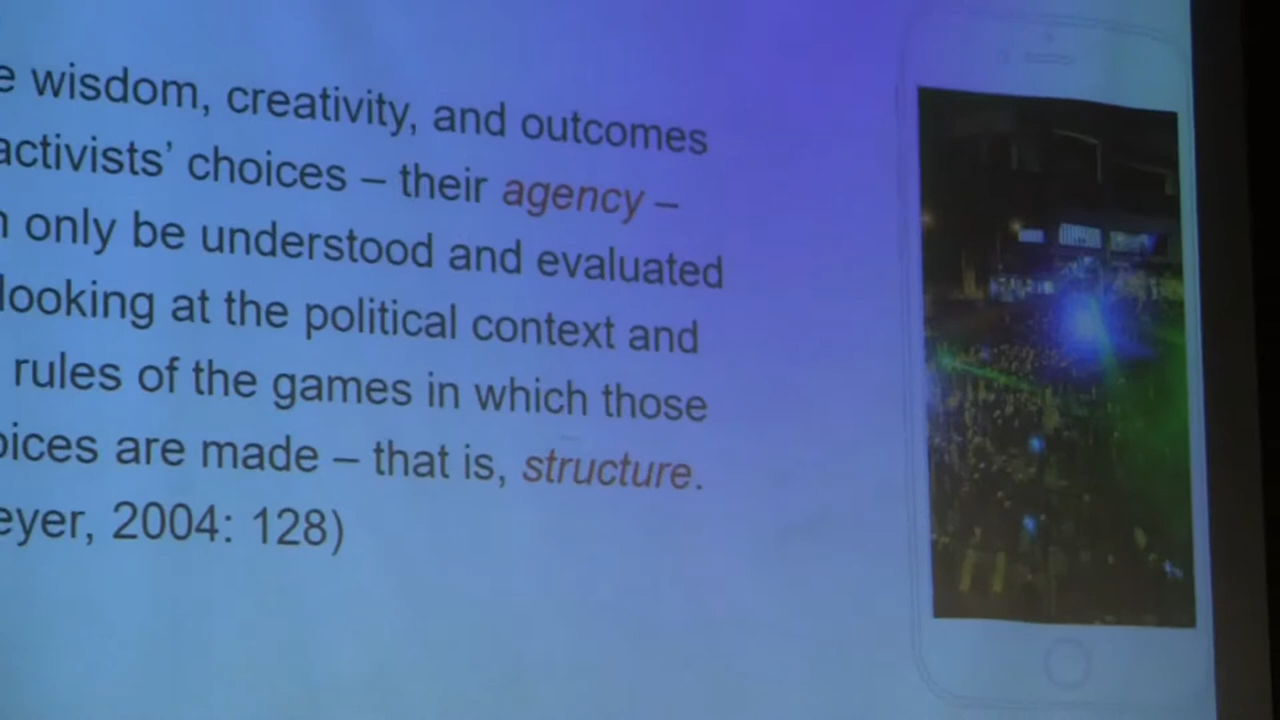 e wisdom, creativity, and outcomes
activists’ choices – their agency –
n only be understood and evaluated
looking at the political context and
rules of the games in which those
oices are made – that is, structure.
eyer, 2004: 128)